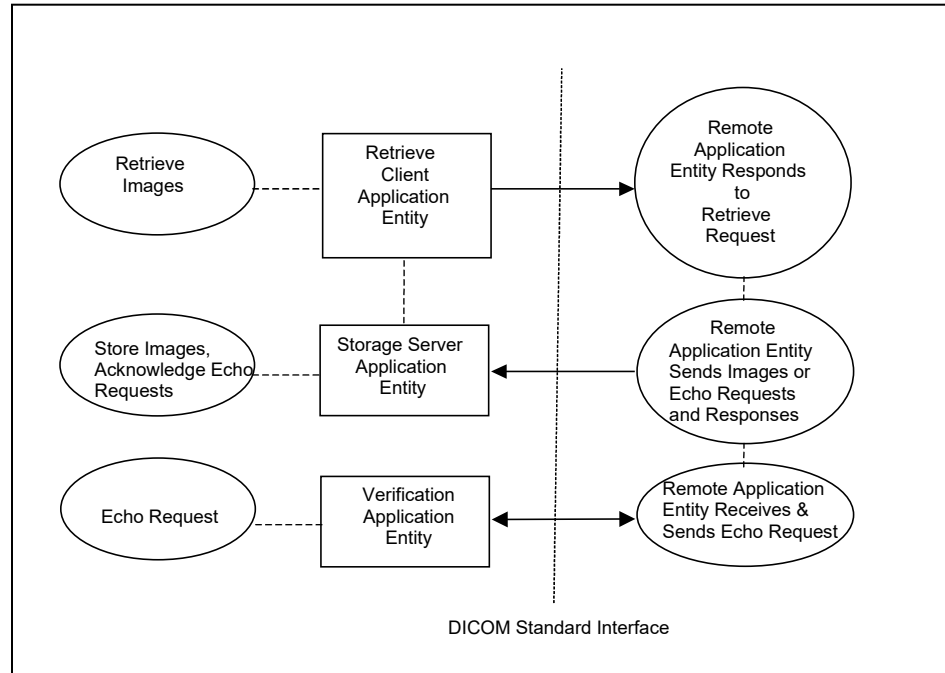 Retrieve
Images
Retrieve
Client
Application
Entity
Remote
Application
Entity Responds
to
Retrieve
Request
Store Images,
Acknowledge Echo
Requests
Storage Server
Application
Entity
Remote
Application Entity
Sends Images or
Echo Requests
and Responses
Echo Request
Verification
Application
Entity
Remote Application
Entity Receives &
Sends Echo Request
DICOM Standard Interface